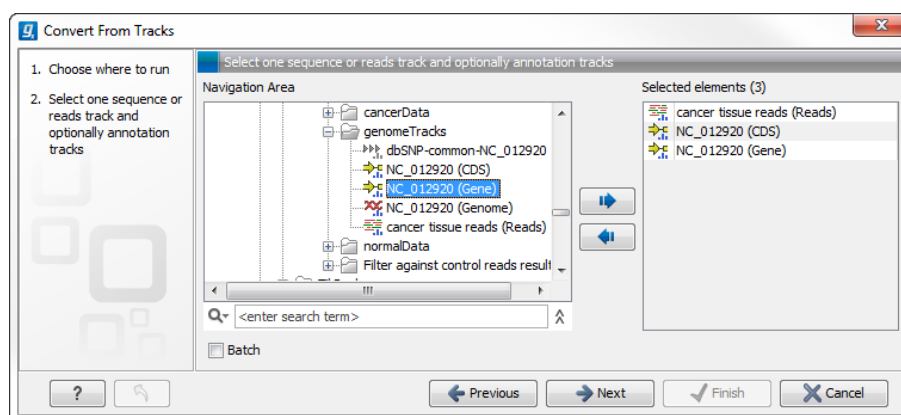 Convert From Tracks
1. Choose where to run
2. Select one sequence or
reads track and
optionally annotation
tracks
Select one sequence or reads track and optionally annotation tracks
Navigation Area
cancerData
genomeTracks
dbSNP-common-NC_012920
NC_012920 (CDS)
NC_012920 (Gene)
NC_012920 (Genome)
cancer tissue reads (Reads)
normalData
Filter against control reads result
<enter search term>
Batch
Selected elements (3)
cancer tissue reads (Reads)
NC_012920 (CDS)
NC_012920 (Gene)
?
Previous
Next
Finish
Cancel